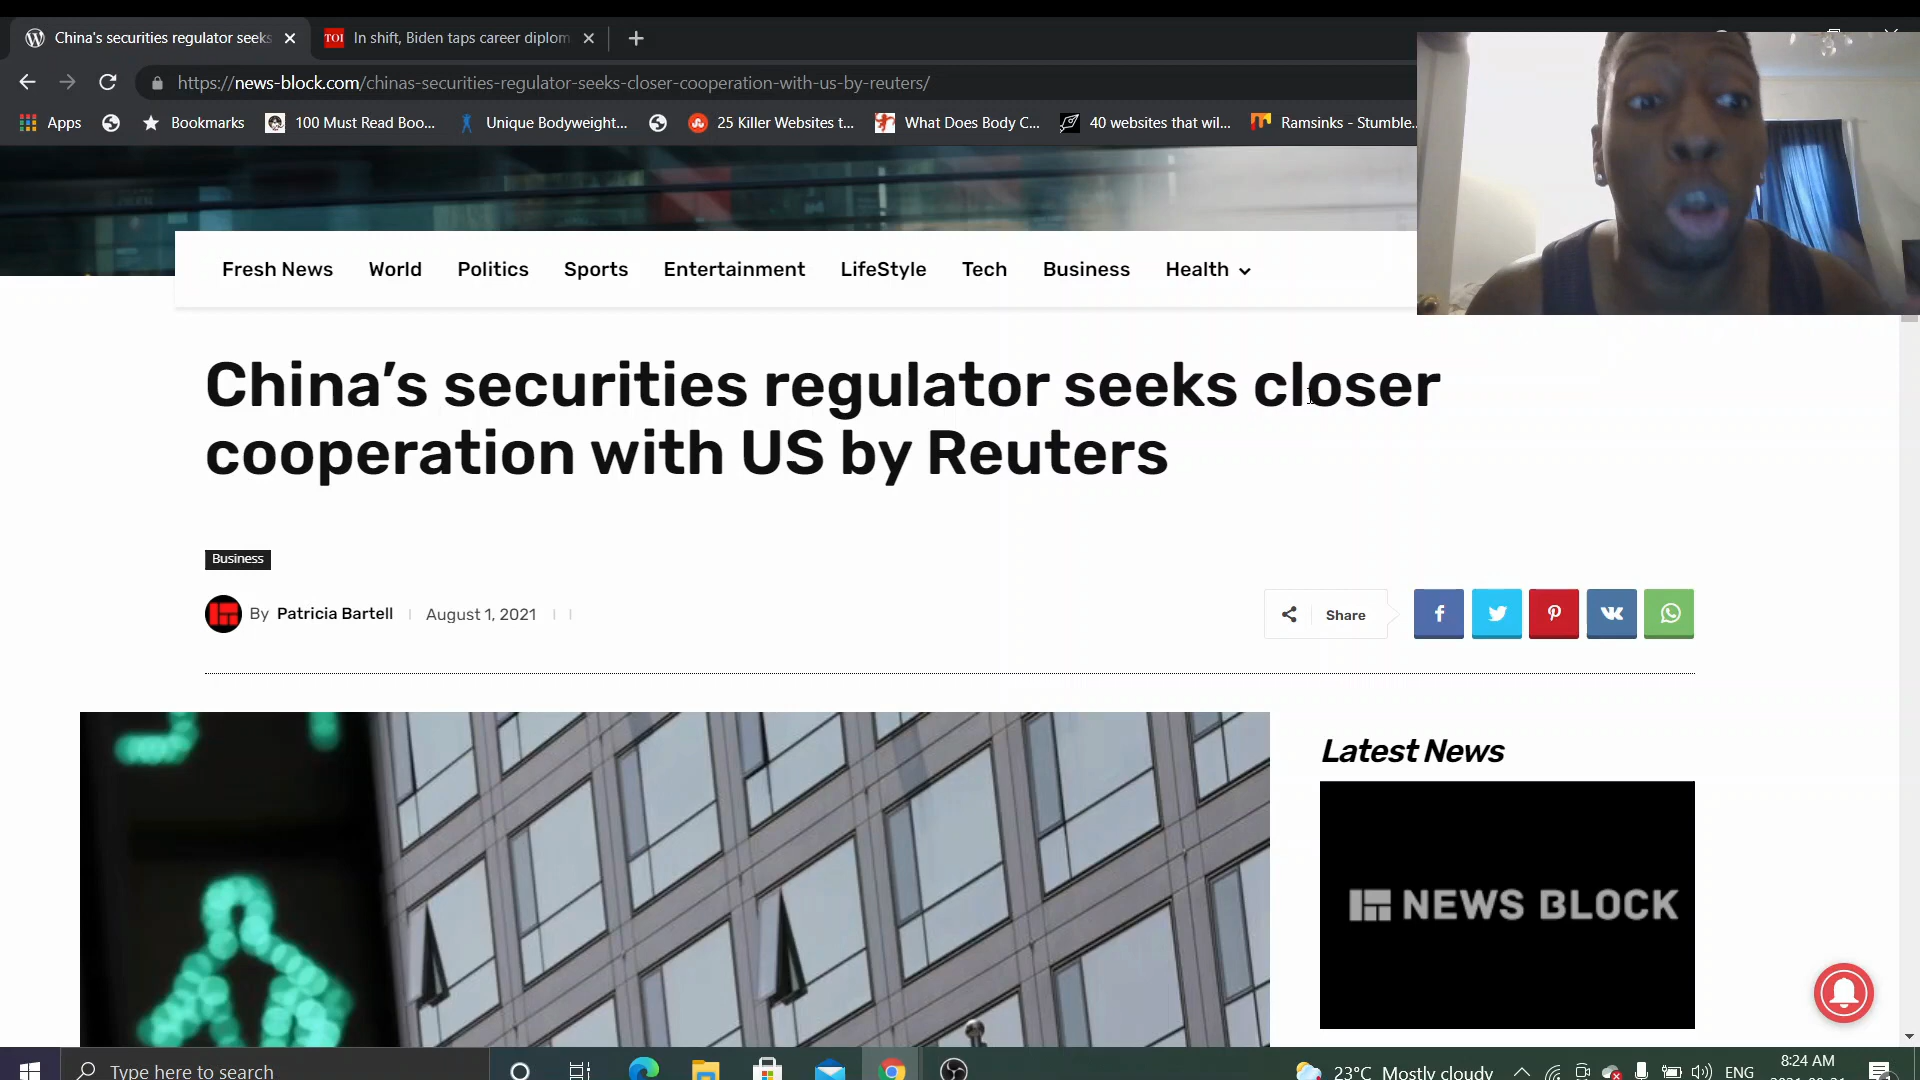 China's securities regulator seeks
TOI In shift, Biden taps career diplom
https://news-block.com/chinas-securities-regulator-seeks-closer-cooperation-with-us-by-reuters/
Apps Bookmarks 100 Must Read Boo... Unique Bodyweight... 25 Killer Websites t... What Does Body C... 40 websites that wil... Ramsinks - Stumble...
Fresh News World Politics Sports Entertainment LifeStyle Tech Business Health
China’s securities regulator seeks closer
cooperation with US by Reuters
Business
By Patricia Bartell August 1, 2021
Share
Latest News
NEWS BLOCK
Type here to search
23°C Mostly cloudy
ENG
8:24 AM